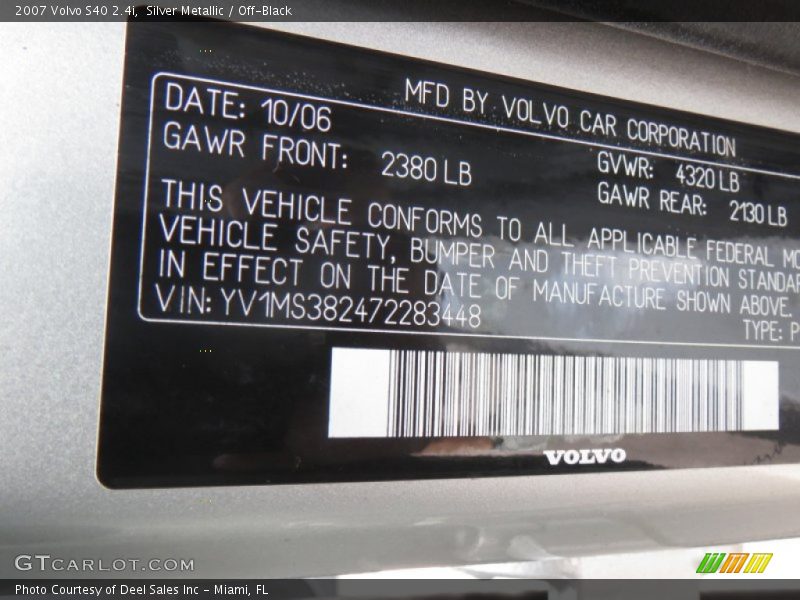 2007 Volvo S40 2.4i, Silver Metallic / Off-Black
MFD BY VOLVO CAR CORPORATION
DATE: 10/06
GVWR: 4320 LB
GAWR FRONT: 2380 LB
GAWR REAR: 2130 LB
THIS VEHICLE CONFORMS TO ALL APPLICABLE FEDERAL MO
VEHICLE SAFETY, BUMPER AND THEFT PREVENTION STANDAR
IN EFFECT ON THE DATE OF MANUFACTURE SHOWN ABOVE.
VIN: YV1MS382472283448
TYPE: P
VOLVO
GTCARLOT.COM
Photo Courtesy of Deel Sales Inc - Miami, FL